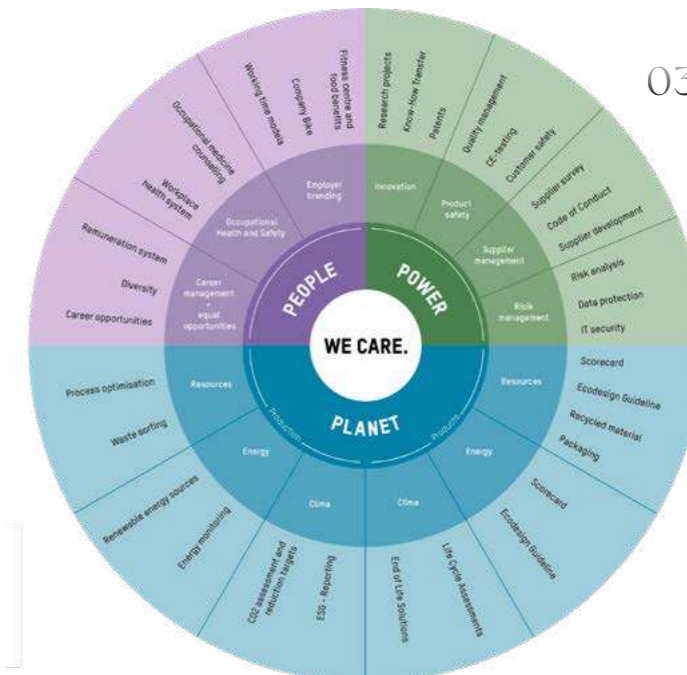 03
WE CARE.
PEOPLE
Employer
branding
Fitness centre and
food benefits
Company Bike
Working time models
Occupational
Health and Safety
Occupational medicine
counselling
Workplace
health system
Career
management
+
equal
opportunities
Remuneration system
Diversity
Career opportunities
POWER
Innovation
Research projects
Know-How Transfer
Patents
Product
safety
Quality management
CE-testing
Customer safety
Supplier
management
Supplier survey
Code of Conduct
Supplier development
Risk
management
Risk analysis
Data protection
IT security
PLANET
Products
Resources
Scorecard
Ecodesign Guideline
Recycled material
Packaging
Energy
Scorecard
Ecodesign Guideline
Clima
Life Cycle Assessments
End of Life Solutions
Production
Clima
ESG - Reporting
CO2 assessment and
reduction targets
Energy
Energy monitoring
Renewable energy sources
Resources
Waste sorting
Process optimisation